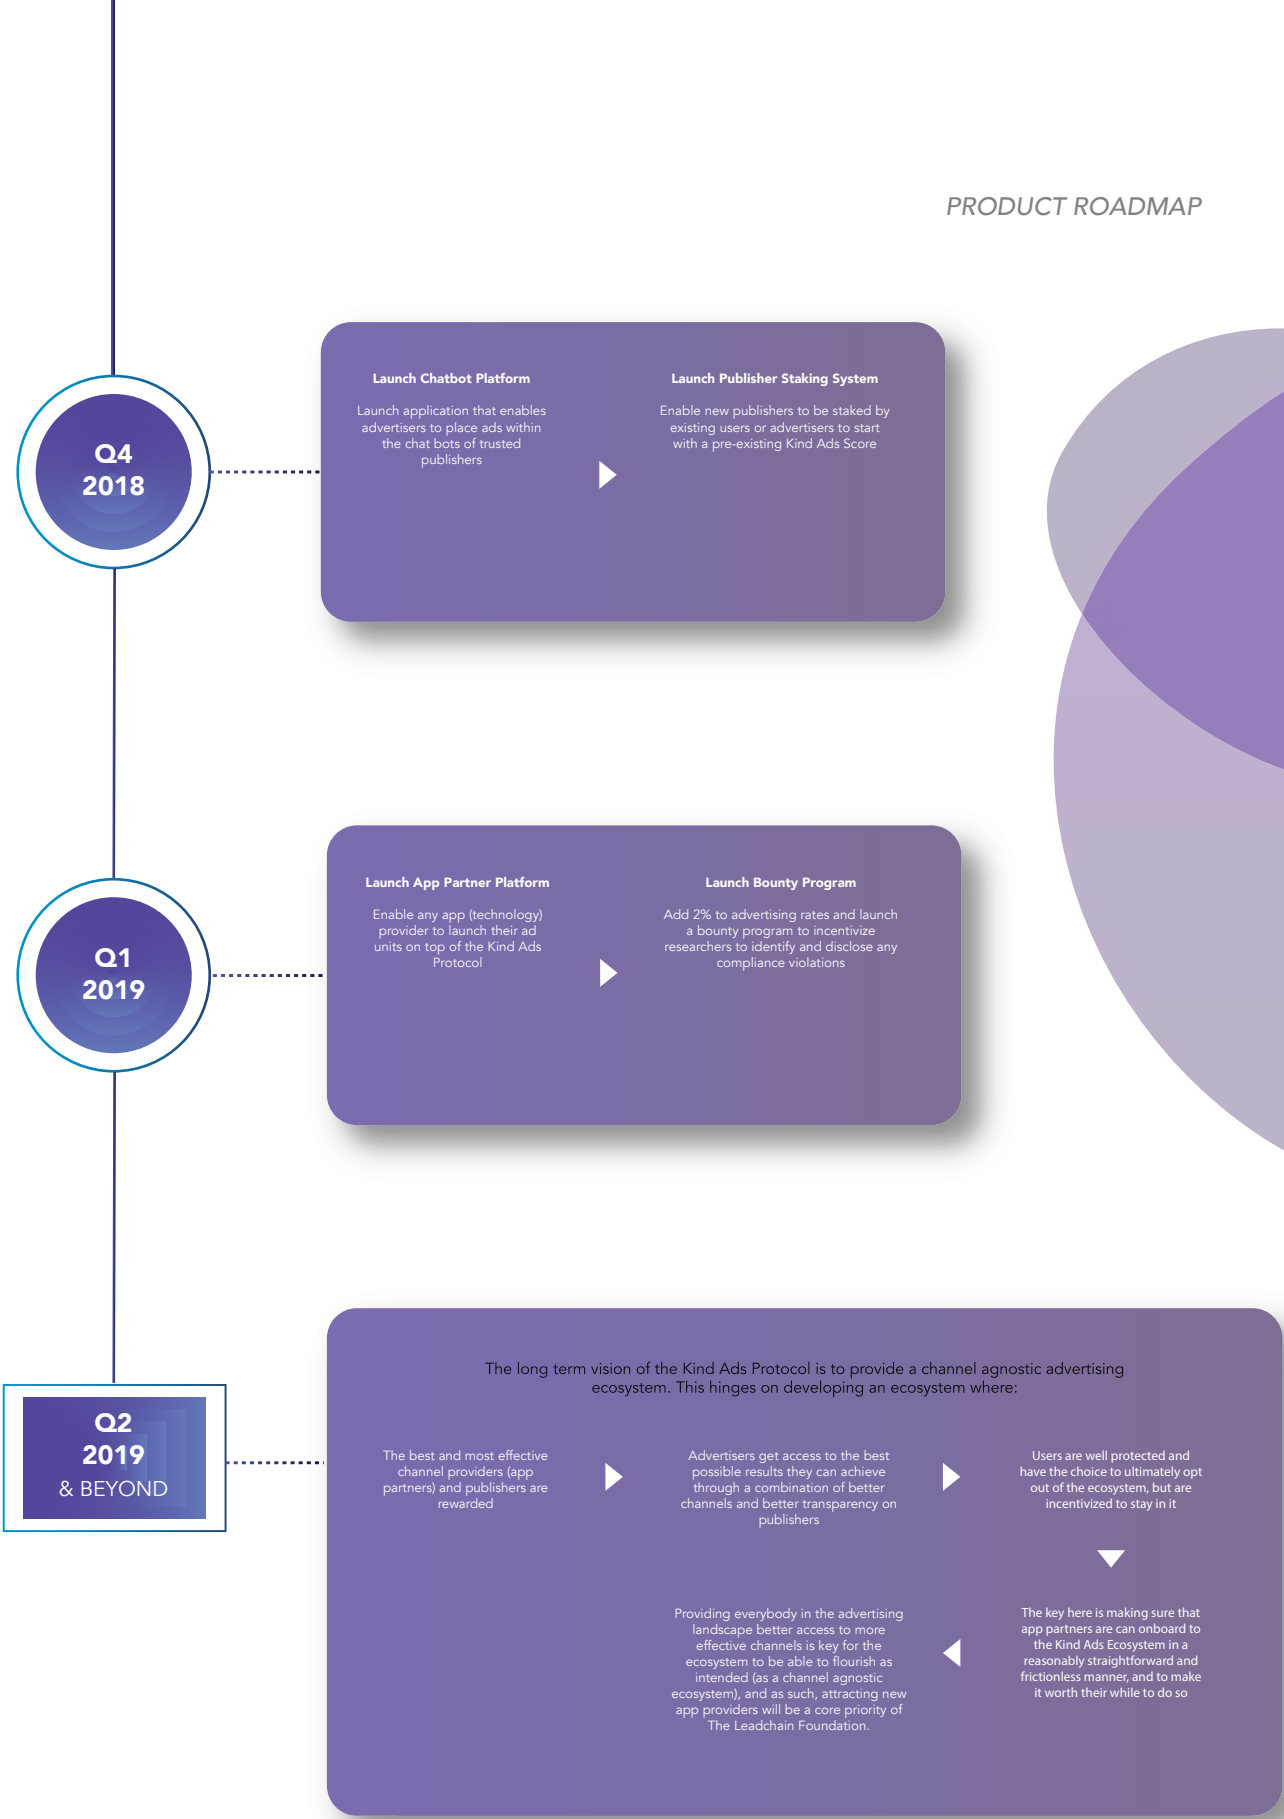 PRODUCT ROADMAP
Q4
2018
Launch Chatbot Platform
Launch application that enables
advertisers to place ads within
the chat bots of trusted
publishers
Launch Publisher Staking System
Enable new publishers to be staked by
existing users or advertisers to start
with a pre-existing Kind Ads Score
Q1
2019
Launch App Partner Platform
Enable any app (technology)
provider to launch their ad
units on top of the Kind Ads
Protocol
Launch Bounty Program
Add 2% to advertising rates and launch
a bounty program to incentivize
researchers to identify and disclose any
compliance violations
Q2
2019
& BEYOND
The long term vision of the Kind Ads Protocol is to provide a channel agnostic advertising
ecosystem. This hinges on developing an ecosystem where:
The best and most effective
channel providers (app
partners) and publishers are
rewarded
Advertisers get access to the best
possible results they can achieve
through a combination of better
channels and better transparency on
publishers
Users are well protected and
have the choice to ultimately opt
out of the ecosystem, but are
incentivized to stay in it
The key here is making sure that
app partners are can onboard to
the Kind Ads Ecosystem in a
reasonably straightforward and
frictionless manner, and to make
it worth their while to do so
Providing everybody in the advertising
landscape better access to more
effective channels is key for the
ecosystem to be able to flourish as
intended (as a channel agnostic
ecosystem), and as such, attracting new
app providers will be a core priority of
The Leadchain Foundation.